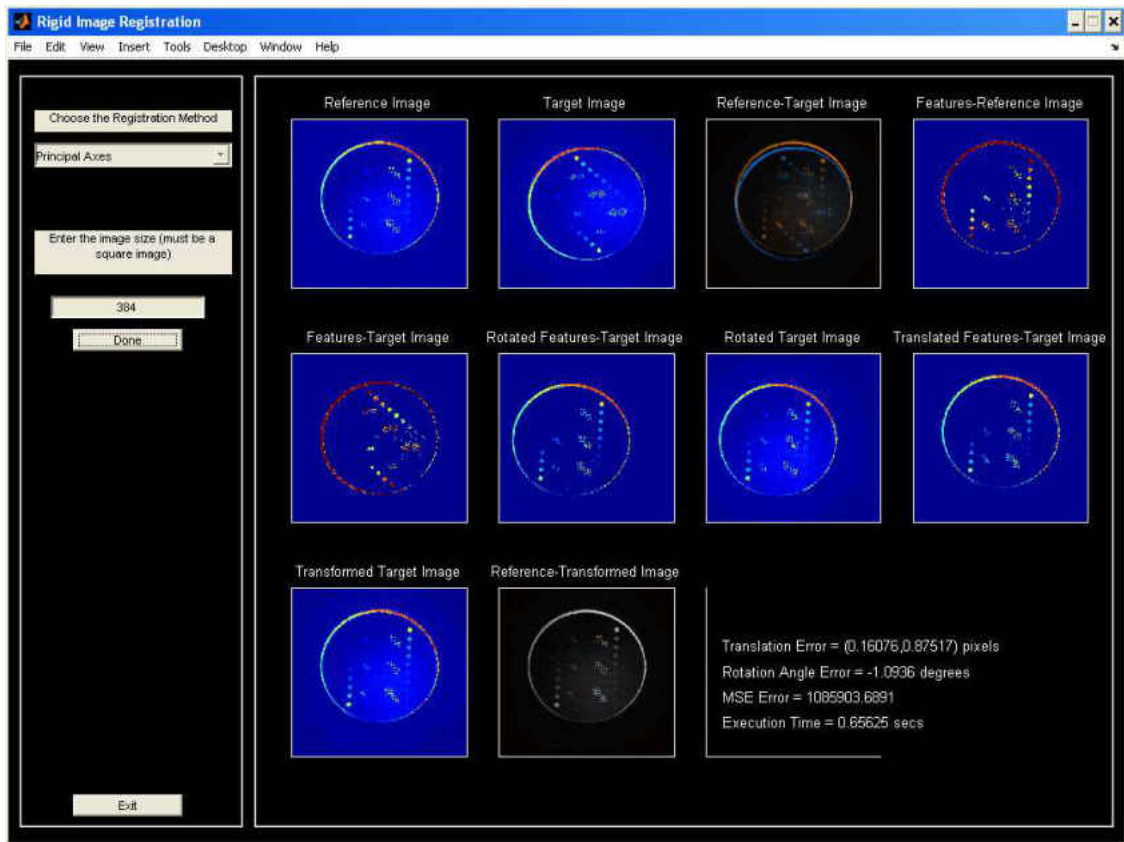 Rigid Image Registration
File Edit View Insert Tools Desktop Window Help
Choose the Registration Method
Principal Axes
Enter the image size (must be a
square image)
384
Done
Exit
Reference Image Target Image Reference-Target Image Features-Reference Image
Features-Target Image Rotated Features-Target Image Rotated Target Image Translated Features-Target Image
Transformed Target Image Reference-Transformed Image
Translation Error = (0.16076,0.87517) pixels
Rotation Angle Error = -1.0936 degrees
MSE Error = 1085903.6891
Execution Time = 0.65625 secs